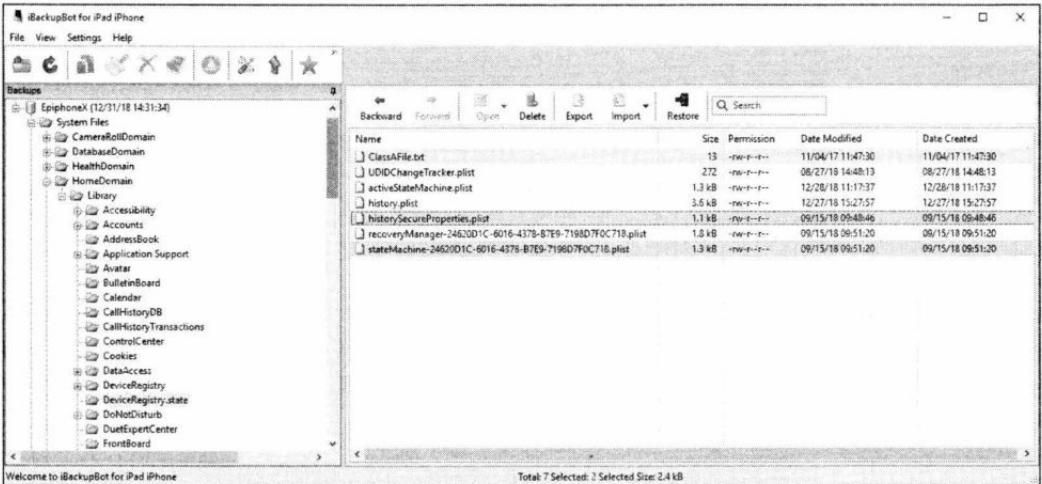 iBackupBot for iPad iPhone
File View Settings Help
Backups
EpiphoneX (12/31/18 14:31:34)
System Files
CameraRollDomain
DatabaseDomain
HealthDomain
HomeDomain
Library
Accessibility
Accounts
AddressBook
Application Support
Avatar
BulletinBoard
Calendar
CallHistoryDB
CallHistoryTransactions
ControlCenter
Cookies
DataAccess
DeviceRegistry
DeviceRegistry.state
DoNotDisturb
DuetExpertCenter
FrontBoard
Backward Forward Open Delete Export Import Restore Search
Name Size Permission Date Modified Date Created
ClassAFile.txt 13 -rw-r--r-- 11/04/17 11:47:30 11/04/17 11:47:30
UDIDChangeTracker.plist 272 -rw-r--r-- 08/27/18 14:48:13 08/27/18 14:48:13
activeStateMachine.plist 1.3 kB -rw-r--r-- 12/28/18 11:17:37 12/28/18 11:17:37
history.plist 3.6 kB -rw-r--r-- 12/27/18 15:27:57 12/27/18 15:27:57
historySecureProperties.plist 1.1 kB -rw-r--r-- 09/15/18 09:48:46 09/15/18 09:48:46
recoveryManager-24620D1C-6016-4378-B7E9-7198D7F0C718.plist 1.8 kB -rw-r--r-- 09/15/18 09:51:20 09/15/18 09:51:20
stateMachine-24620D1C-6016-4378-B7E9-7198D7F0C718.plist 1.3 kB -rw-r--r-- 09/15/18 09:51:20 09/15/18 09:51:20
Welcome to iBackupBot for iPad iPhone Total: 7 Selected: 2 Selected Size: 2.4 kB